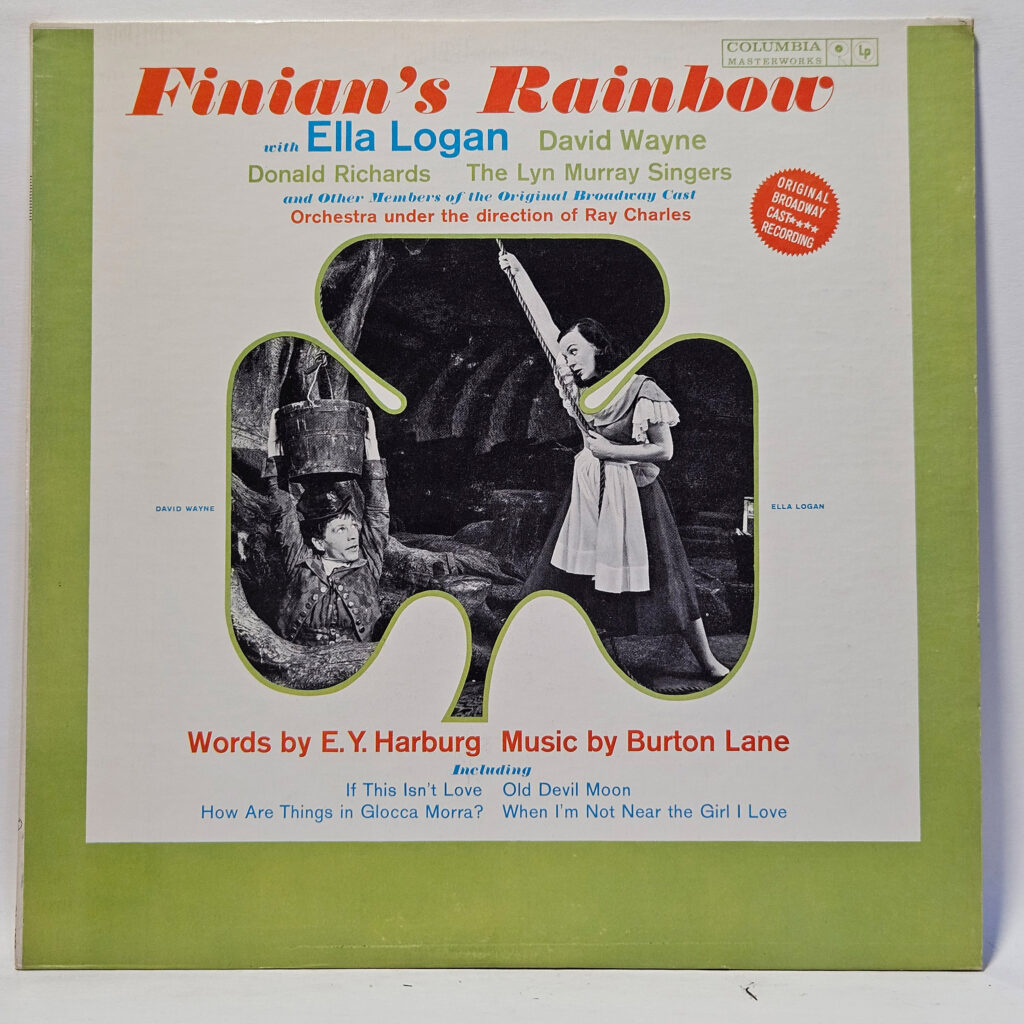 COLUMBIA
MASTERWORKS
Lp
Finian's Rainbow
with Ella Logan David Wayne
Donald Richards The Lyn Murray Singers
and Other Members of the Original Broadway Cast
Orchestra under the direction of Ray Charles
ORIGINAL
BROADWAY
CAST★★★★
RECORDING
DAVID WAYNE
ELLA LOGAN
Words by E. Y. Harburg Music by Burton Lane
Including
If This Isn't Love Old Devil Moon
How Are Things in Glocca Morra? When I'm Not Near the Girl I Love